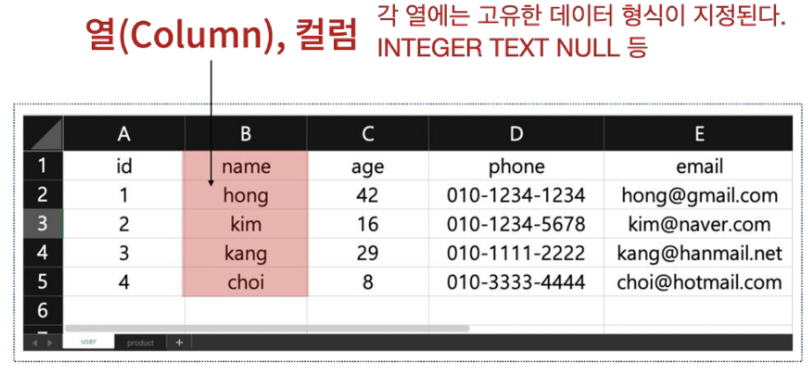 열(Column), 컬럼
각 열에는 고유한 데이터 형식이 지정된다.
INTEGER TEXT NULL 등
A B C D E
1 id name age phone email
2 1 hong 42 010-1234-1234 hong@gmail.com
3 2 kim 16 010-1234-5678 kim@naver.com
4 3 kang 29 010-1111-2222 kang@hanmail.net
5 4 choi 8 010-3333-4444 choi@hotmail.com
6
user product +